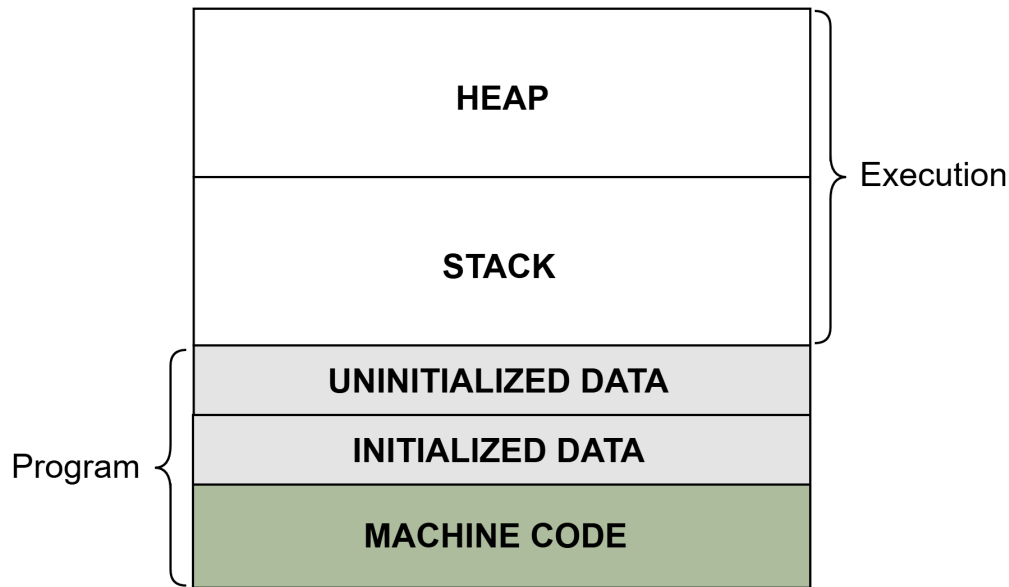 HEAP
Execution
STACK
UNINITIALIZED DATA
INITIALIZED DATA
Program
MACHINE CODE